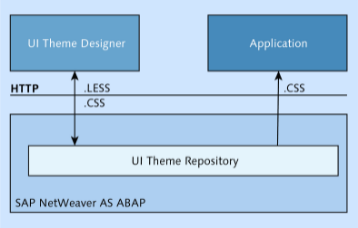 UI Theme Designer
Application
HTTP
.LESS
.CSS
.CSS
UI Theme Repository
SAP NetWeaver AS ABAP